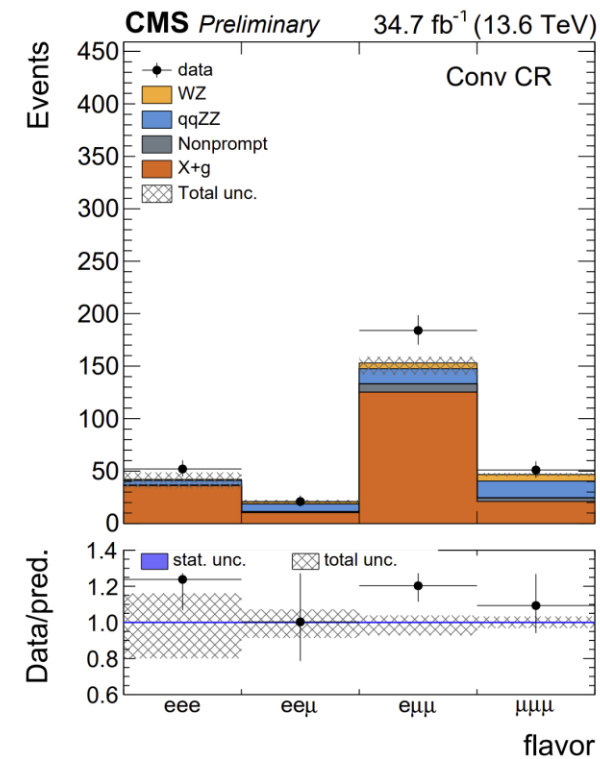 CMS Preliminary 34.7 fb⁻¹ (13.6 TeV)
Events
450
400
350
300
250
200
150
100
50
0
Conv CR
data
WZ
qqZZ
Nonprompt
X+g
Total unc.
Data/pred.
1.4
1.2
1.0
0.8
0.6
stat. unc. total unc.
eee eeμ eμμ μμμ
flavor